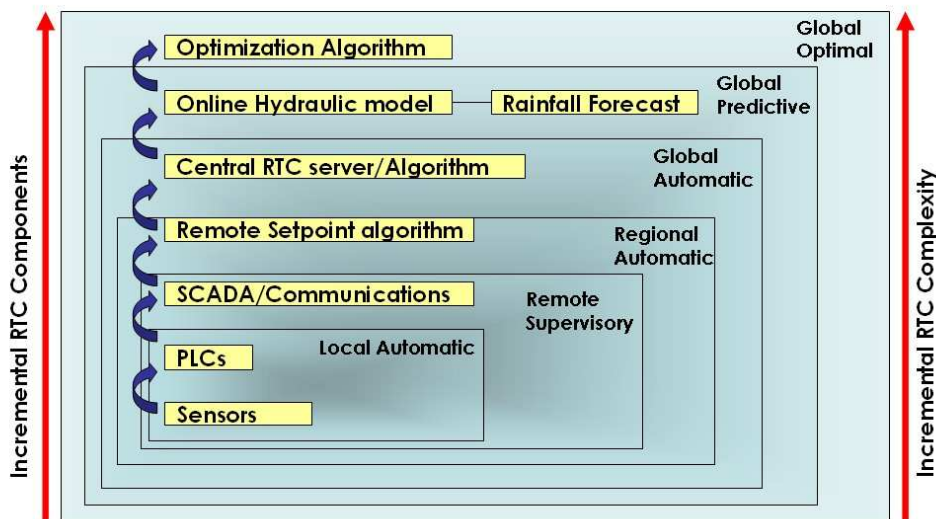 Incremental RTC Components
Global
Optimal
Optimization Algorithm
Global
Predictive
Online Hydraulic model
Rainfall Forecast
Global
Automatic
Central RTC server/Algorithm
Regional
Automatic
Remote Setpoint algorithm
Remote
Supervisory
SCADA/Communications
Local Automatic
PLCs
Sensors
Incremental RTC Complexity